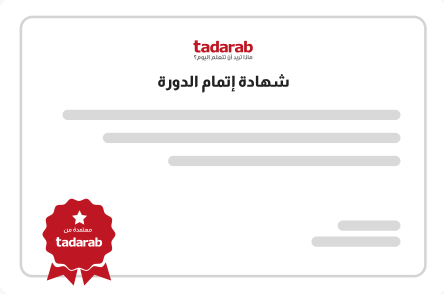 tadarab
ماذا تريد أن تتعلم اليوم؟
شهادة إتمام الدورة
معتمدة من
tadarab